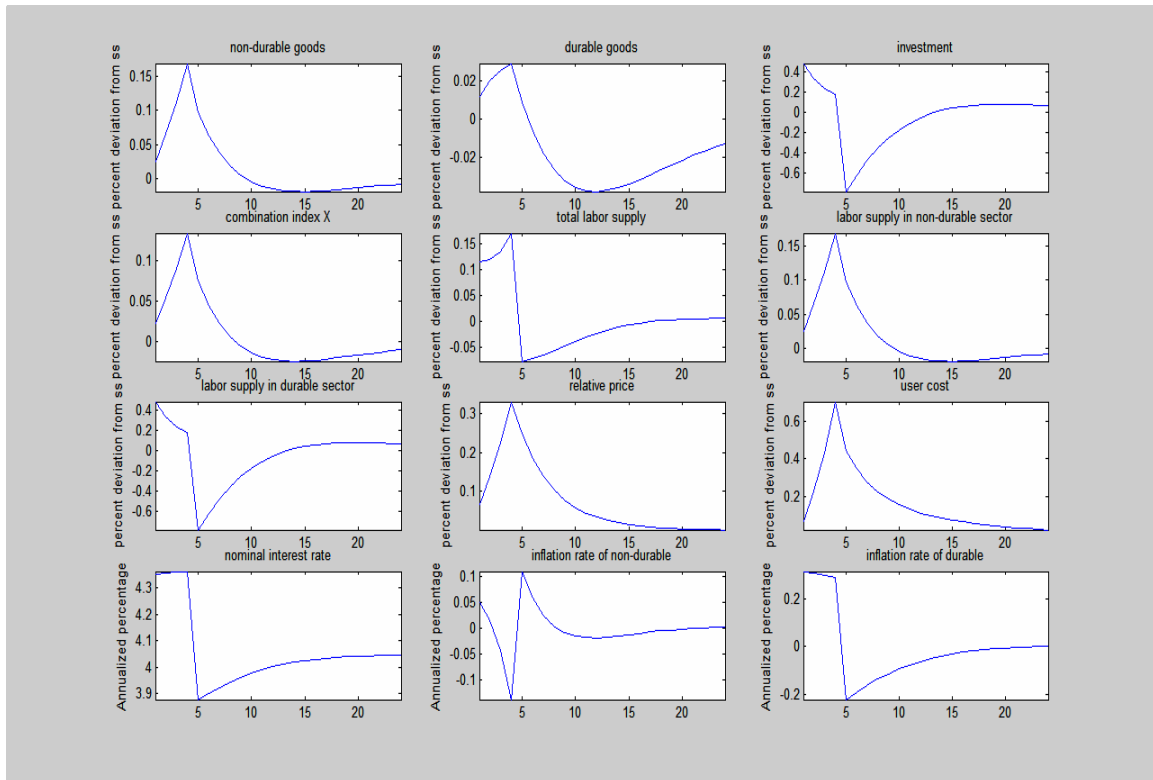 non-durable goods
durable goods
investment
percent deviation from ss
0.15
0.1
0.05
0
5 10 15 20
percent deviation from ss
0.02
0
-0.02
5 10 15 20
percent deviation from ss
0.4
0.2
0
-0.2
-0.4
-0.6
5 10 15 20
combination index X
total labor supply
labor supply in non-durable sector
percent deviation from ss
0.1
0.05
0
5 10 15 20
percent deviation from ss
0.15
0.1
0.05
0
-0.05
5 10 15 20
percent deviation from ss
0.15
0.1
0.05
0
5 10 15 20
labor supply in durable sector
relative price
user cost
percent deviation from ss
0.4
0.2
0
-0.2
-0.4
-0.6
5 10 15 20
percent deviation from ss
0.3
0.2
0.1
5 10 15 20
percent deviation from ss
0.6
0.4
0.2
5 10 15 20
nominal interest rate
inflation rate of non-durable
inflation rate of durable
Annualized percentage
4.3
4.2
4.1
4
3.9
5 10 15 20
Annualized percentage
0.1
0.05
0
-0.05
-0.1
5 10 15 20
Annualized percentage
0.2
0
-0.2
5 10 15 20